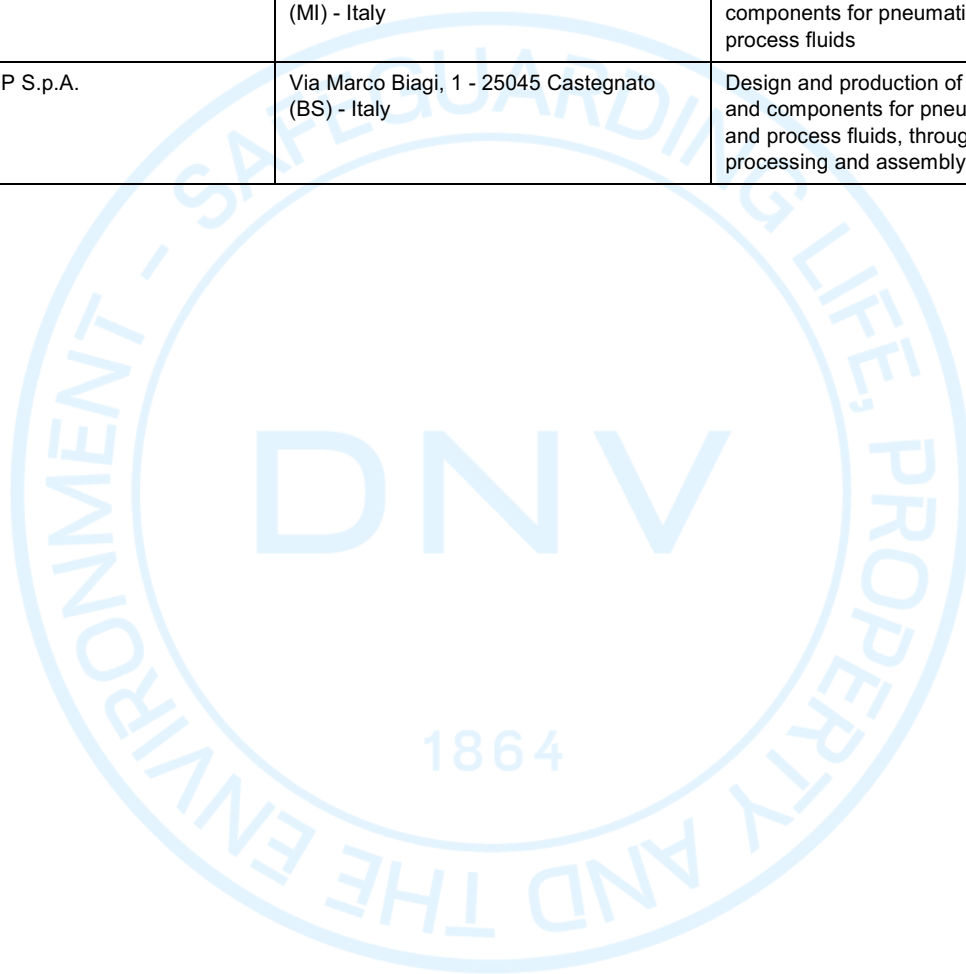 (MI) - Italy
components for pneumati
process fluids
P S.p.A.
Via Marco Biagi, 1 - 25045 Castegnato
(BS) - Italy
Design and production of
and components for pneu
and process fluids, throug
processing and assembly
SAFEGUARDING LIFE, PROPERTY AND THE ENVIRONMENT -
DNV
1864